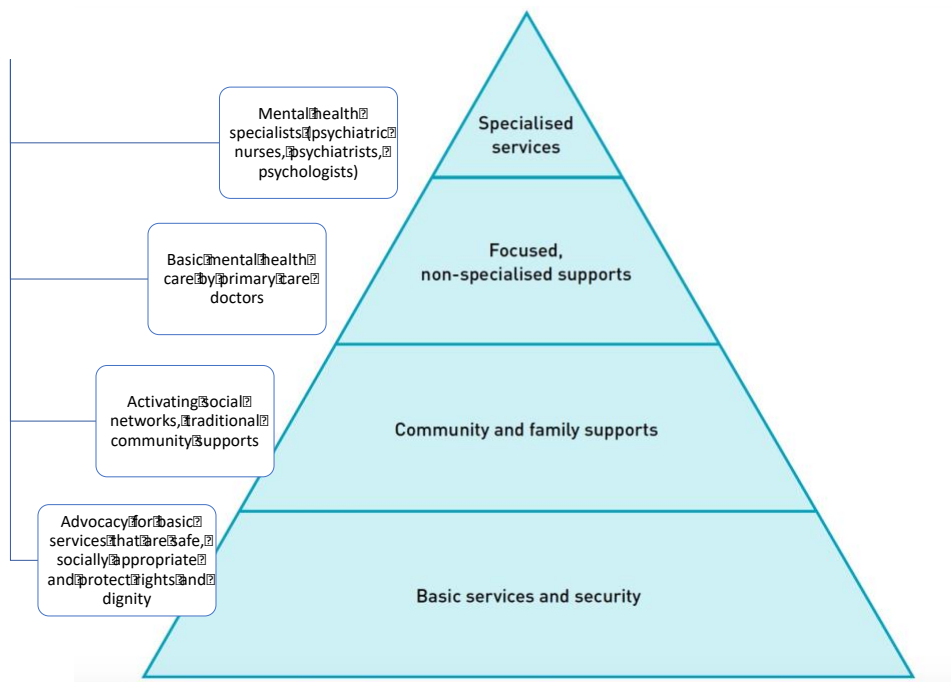 Mental health
specialists (psychiatric
nurses, psychiatrists,
psychologists)
Specialised
services
Basic mental health
care by primary care
doctors
Focused,
non-specialised supports
Activating social
networks, traditional
community supports
Community and family supports
Advocacy for basic
services that are safe,
socially appropriate
and protect rights and
dignity
Basic services and security